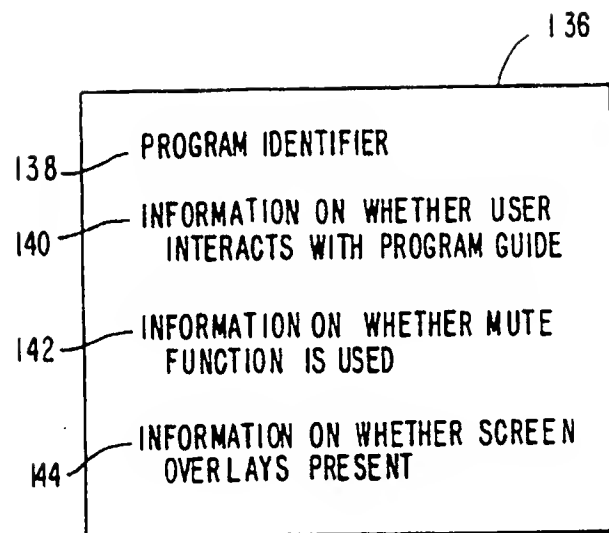 136
138 PROGRAM IDENTIFIER
140 INFORMATION ON WHETHER USER
INTERACTS WITH PROGRAM GUIDE
142 INFORMATION ON WHETHER MUTE
FUNCTION IS USED
144 INFORMATION ON WHETHER SCREEN
OVERLAYS PRESENT